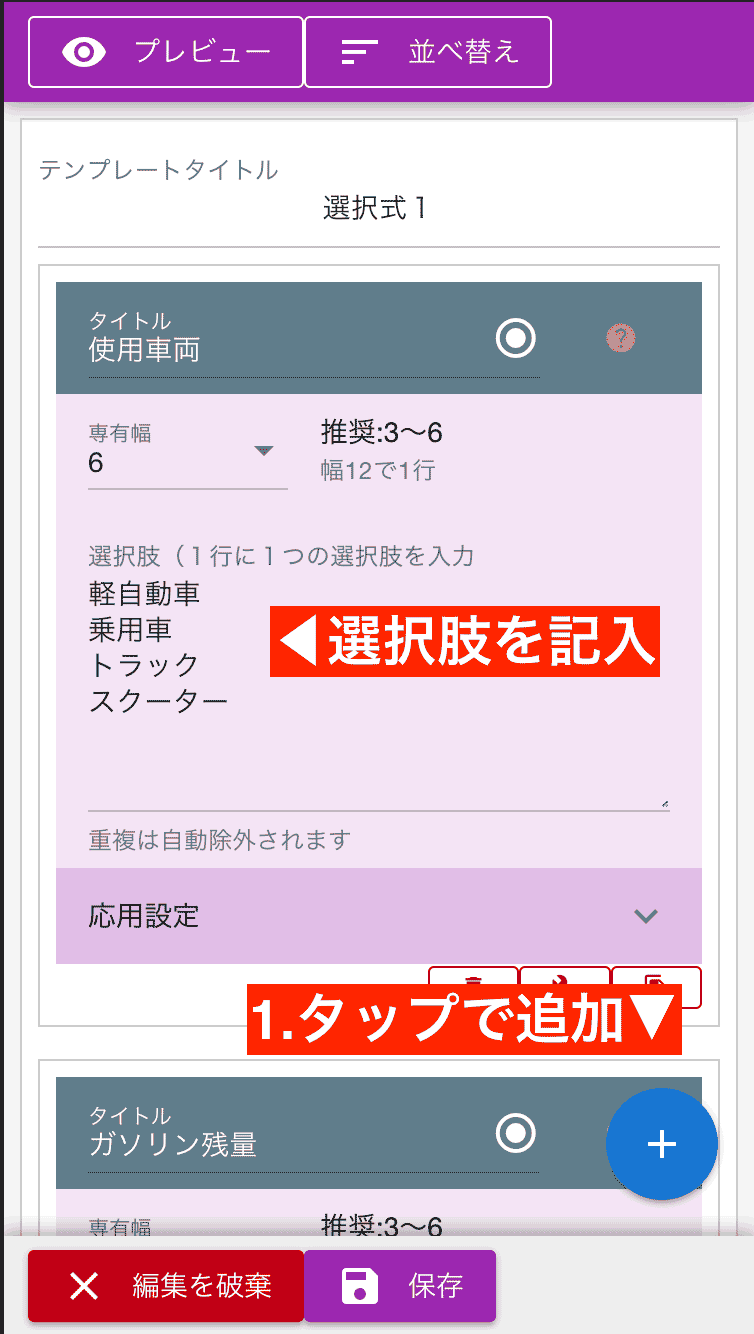 プレビュー
並べ替え
テンプレートタイトル
選択式1
タイトル
使用車両
?
専有幅
6
推奨:3〜6
幅12で1行
選択肢（１行に１つの選択肢を入力
軽自動車
乗用車
トラック
スクーター
◀選択肢を記入
重複は自動除外されます
応用設定
1.タップで追加▼
タイトル
ガソリン残量
専有幅
推奨:3〜6
編集を破棄
保存